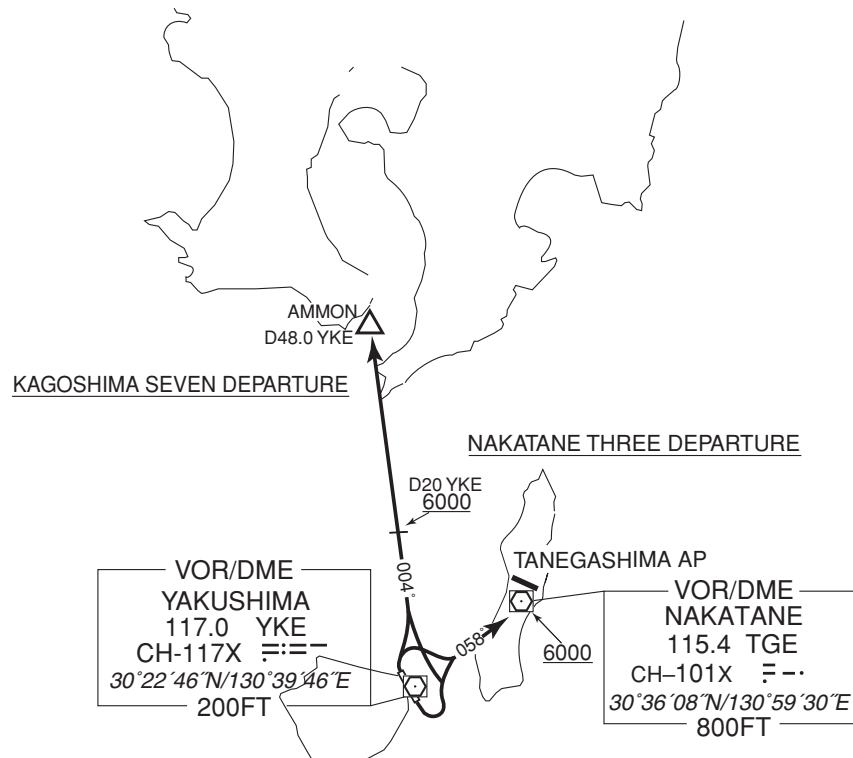 AMMON
D48.0 YKE
KAGOSHIMA SEVEN DEPARTURE
NAKATANE THREE DEPARTURE
D20 YKE
6000
TANEGASHIMA AP
VOR/DME
YAKUSHIMA
117.0 YKE
CH-117X
30°22′46″N/130°39′46″E
200FT
004°
058°
6000
VOR/DME
NAKATANE
115.4 TGE
CH–101X
30°36′08″N/130°59′30″E
800FT